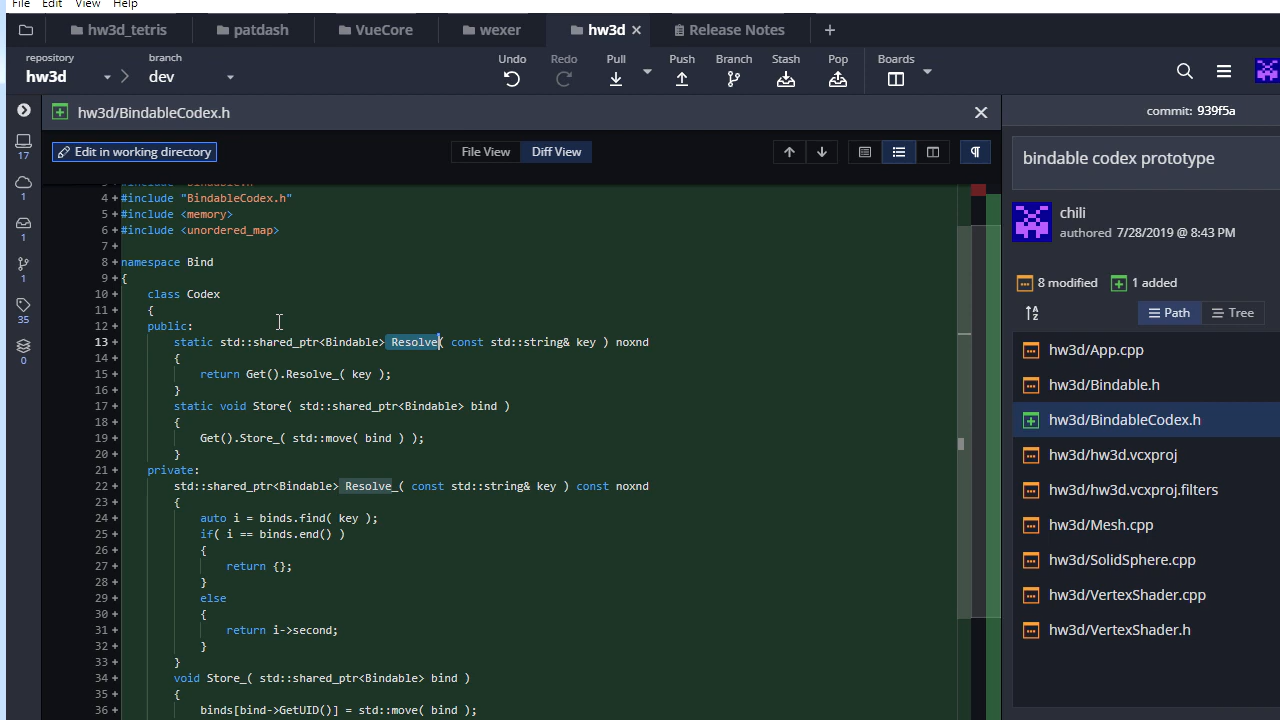 File Edit View Help
hw3d_tetris patdash VueCore wexer hw3d Release Notes
repository branch
hw3d dev
Undo Redo Pull Push Branch Stash Pop Boards
hw3d/BindableCodex.h
commit: 939f5a
Edit in working directory File View Diff View
bindable codex prototype
chili
authored 7/28/2019 @ 8:43 PM
8 modified 1 added
Path Tree
hw3d/App.cpp
hw3d/Bindable.h
hw3d/BindableCodex.h
hw3d/hw3d.vcxproj
hw3d/hw3d.vcxproj.filters
hw3d/Mesh.cpp
hw3d/SolidSphere.cpp
hw3d/VertexShader.cpp
hw3d/VertexShader.h
17
1
1
1
35
0
4 +#include "BindableCodex.h"
5 +#include <memory>
6 +#include <unordered_map>
7 +
8 +namespace Bind
9 +{
10 + class Codex
11 + {
12 + public:
13 + static std::shared_ptr<Bindable> Resolve( const std::string& key ) noxnd
14 + {
15 + return Get().Resolve_( key );
16 + }
17 + static void Store( std::shared_ptr<Bindable> bind )
18 + {
19 + Get().Store_( std::move( bind ) );
20 + }
21 + private:
22 + std::shared_ptr<Bindable> Resolve_( const std::string& key ) const noxnd
23 + {
24 + auto i = binds.find( key );
25 + if( i == binds.end() )
26 + {
27 + return {};
28 + }
29 + else
30 + {
31 + return i->second;
32 + }
33 + }
34 + void Store_( std::shared_ptr<Bindable> bind )
35 + {
36 + binds[bind->GetUID()] = std::move( bind );